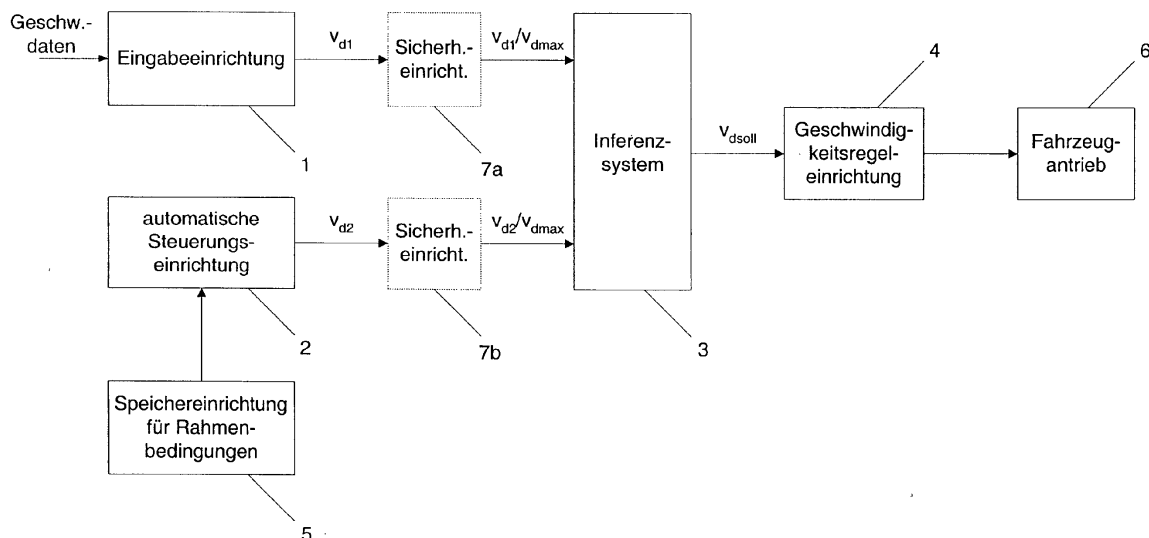 Geschw.-
daten
Eingabeeinrichtung
v_d1
Sicherh.-
einricht.
v_d1/v_dmax
1
7a
Inferenz-
system
v_dsoll
4
Geschwindig-
keitsregel-
einrichtung
6
Fahrzeug-
antrieb
automatische
Steuerungs-
einrichtung
v_d2
Sicherh.-
einricht.
v_d2/v_dmax
2
7b
3
Speichereinrichtung
für Rahmen-
bedingungen
5